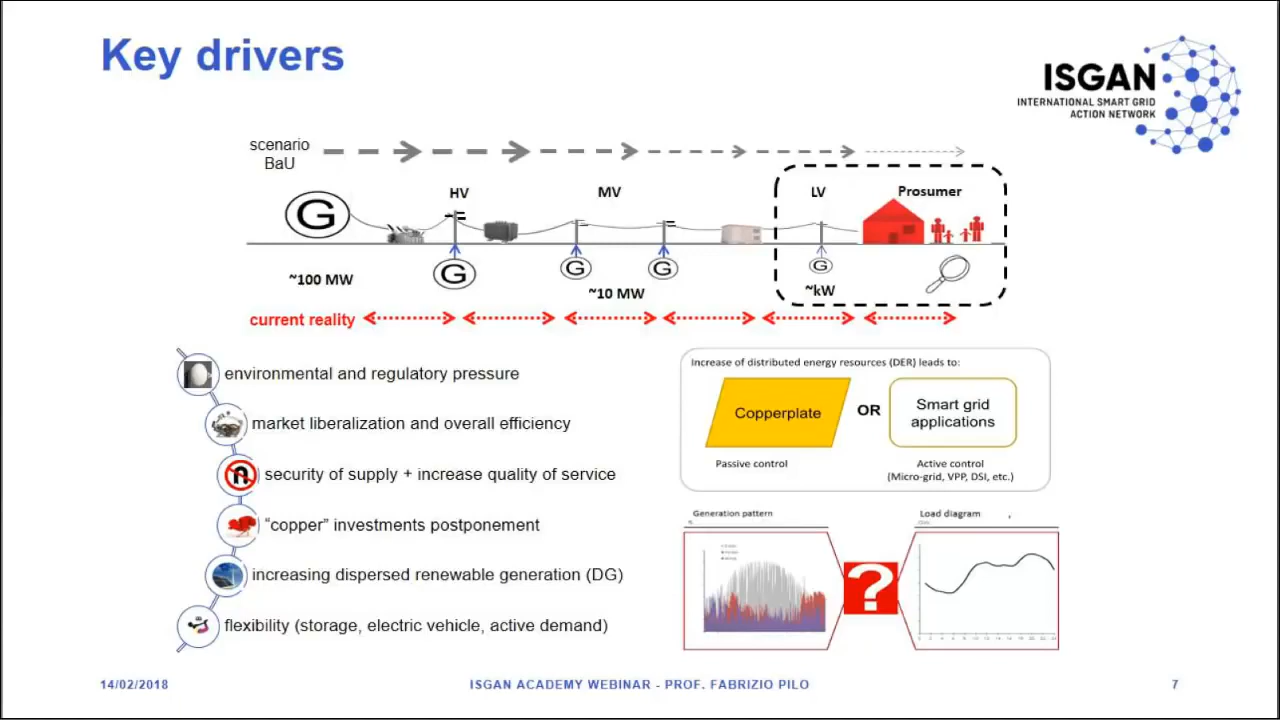 Key drivers
ISGAN
INTERNATIONAL SMART GRID
ACTION NETWORK
scenario
BaU
HV
MV
LV
Prosumer
G
G
G
G
G
~100 MW
~10 MW
~kW
current reality
environmental and regulatory pressure
market liberalization and overall efficiency
security of supply + increase quality of service
“copper” investments postponement
increasing dispersed renewable generation (DG)
flexibility (storage, electric vehicle, active demand)
Increase of distributed energy resources (DER) leads to:
Copperplate
OR
Smart grid
applications
Passive control
Active control
(Micro-grid, VPP, DSI, etc.)
Generation pattern
Load diagram
?
14/02/2018
ISGAN ACADEMY WEBINAR - PROF. FABRIZIO PILO
7